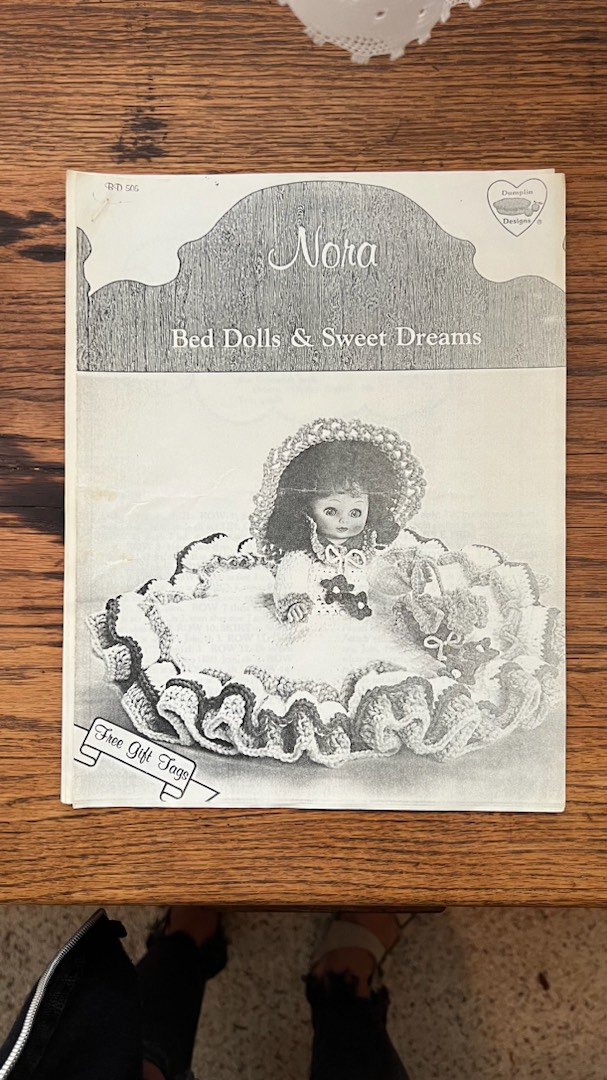 BD 505
Dumplin
Designs ®
Nora
Bed Dolls & Sweet Dreams
Free Gift Tags